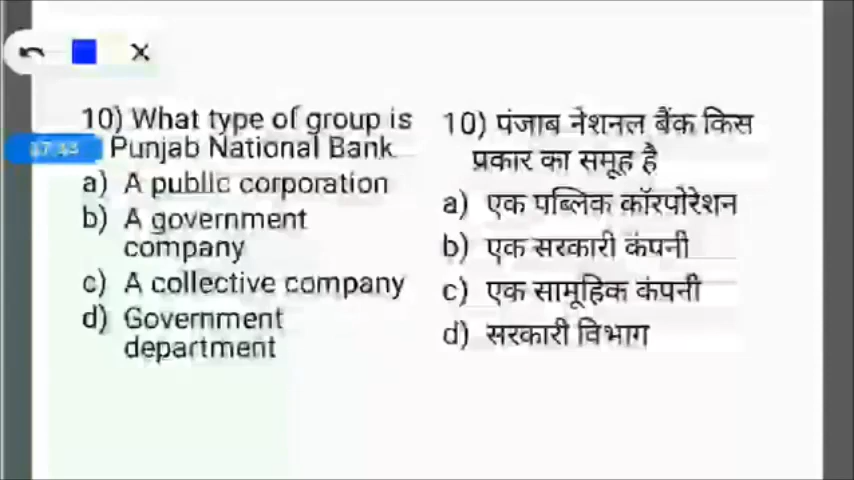 10) What type of group is
Punjab National Bank
a) A public corporation
b) A government
company
c) A collective company
d) Government
department
10) पंजाब नेशनल बैंक किस
प्रकार का समूह है
a) एक पब्लिक कॉरपोरेशन
b) एक सरकारी कंपनी
c) एक सामूहिक कंपनी
d) सरकारी विभाग